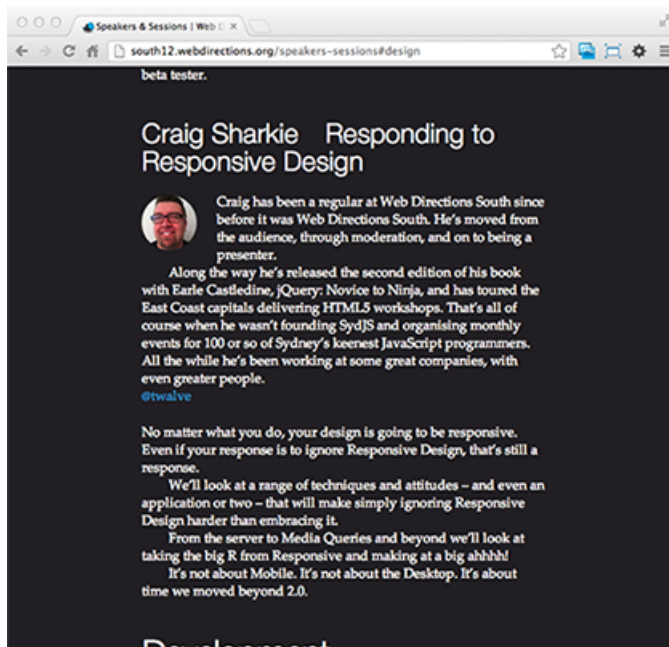 Speakers & Sessions | Web D
south12.webdirections.org/speakers-sessions#design
beta tester.
Craig Sharkie Responding to
Responsive Design
Craig has been a regular at Web Directions South since
before it was Web Directions South. He's moved from
the audience, through moderation, and on to being a
presenter.
Along the way he's released the second edition of his book
with Earle Castledine, jQuery: Novice to Ninja, and has toured the
East Coast capitals delivering HTML5 workshops. That's all of
course when he wasn't founding SydJS and organising monthly
events for 100 or so of Sydney's keenest JavaScript programmers.
All the while he's been working at some great companies, with
even greater people.
@twalve
No matter what you do, your design is going to be responsive.
Even if your response is to ignore Responsive Design, that's still a
response.
We'll look at a range of techniques and attitudes – and even an
application or two – that will make simply ignoring Responsive
Design harder than embracing it.
From the server to Media Queries and beyond we'll look at
taking the big R from Responsive and making at a big ahhhh!
It's not about Mobile. It's not about the Desktop. It's about
time we moved beyond 2.0.
Development